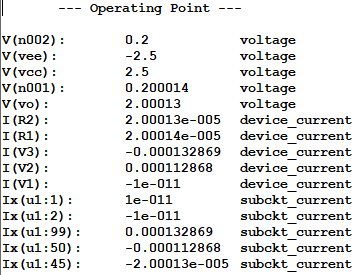 --- Operating Point ---
V(n002): 0.2 voltage
V(vee): -2.5 voltage
V(vcc): 2.5 voltage
V(n001): 0.200014 voltage
V(vo): 2.00013 voltage
I(R2): 2.00013e-005 device_current
I(R1): 2.00014e-005 device_current
I(V3): -0.000132869 device_current
I(V2): 0.000112868 device_current
I(V1): -1e-011 device_current
Ix(u1:1): 1e-011 subckt_current
Ix(u1:2): -1e-011 subckt_current
Ix(u1:99): 0.000132869 subckt_current
Ix(u1:50): -0.000112868 subckt_current
Ix(u1:45): -2.00013e-005 subckt_current